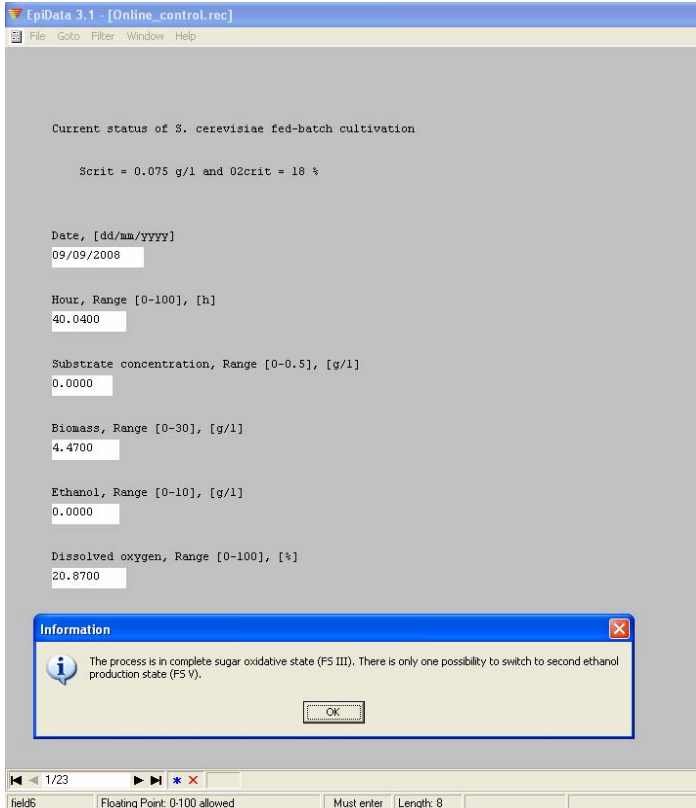 EpiData 3.1 - [Online_control.rec]
File Goto Filter Window Help
Current status of S. cerevisiae fed-batch cultivation
Scrit = 0.075 g/l and O2crit = 18 %
Date, [dd/mm/yyyy]
09/09/2008
Hour, Range [0-100], [h]
40.0400
Substrate concentration, Range [0-0.5], [g/l]
0.0000
Biomass, Range [0-30], [g/l]
4.4700
Ethanol, Range [0-10], [g/l]
0.0000
Dissolved oxygen, Range [0-100], [%]
20.8700
Information
The process is in complete sugar oxidative state (FS III). There is only one possibility to switch to second ethanol
production state (FS V).
OK
1/23
field6 Floating Point: 0-100 allowed Must enter Length: 8